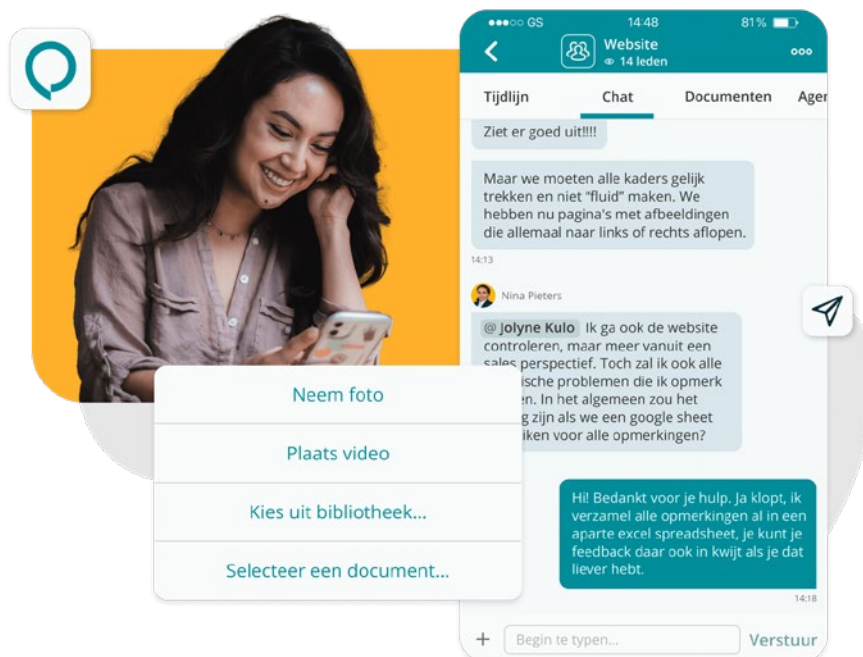 GS 14:48 81%
Website
14 leden
Tijdlijn Chat Documenten
Ziet er goed uit!!!!
Maar we moeten alle kaders gelijk
trekken en niet "fluid" maken. We
hebben nu pagina's met afbeeldingen
die allemaal naar links of rechts aflopen.
14:13
Nina Pieters
@ Jolyne Kulo Ik ga ook de website
controleren, maar meer vanuit een
sales perspectief. Toch zal ik ook alle
ische problemen die ik opmerk
en. In het algemeen zou het
g zijn als we een google sheet
iken voor alle opmerkingen?
Hi! Bedankt voor je hulp. Ja klopt, ik
verzamel alle opmerkingen al in een
aparte excel spreadsheet, je kunt je
feedback daar ook in kwijt als je dat
liever hebt.
14:18
+ Begin te typen... Verstuur
Neem foto
Plaats video
Kies uit bibliotheek...
Selecteer een document...